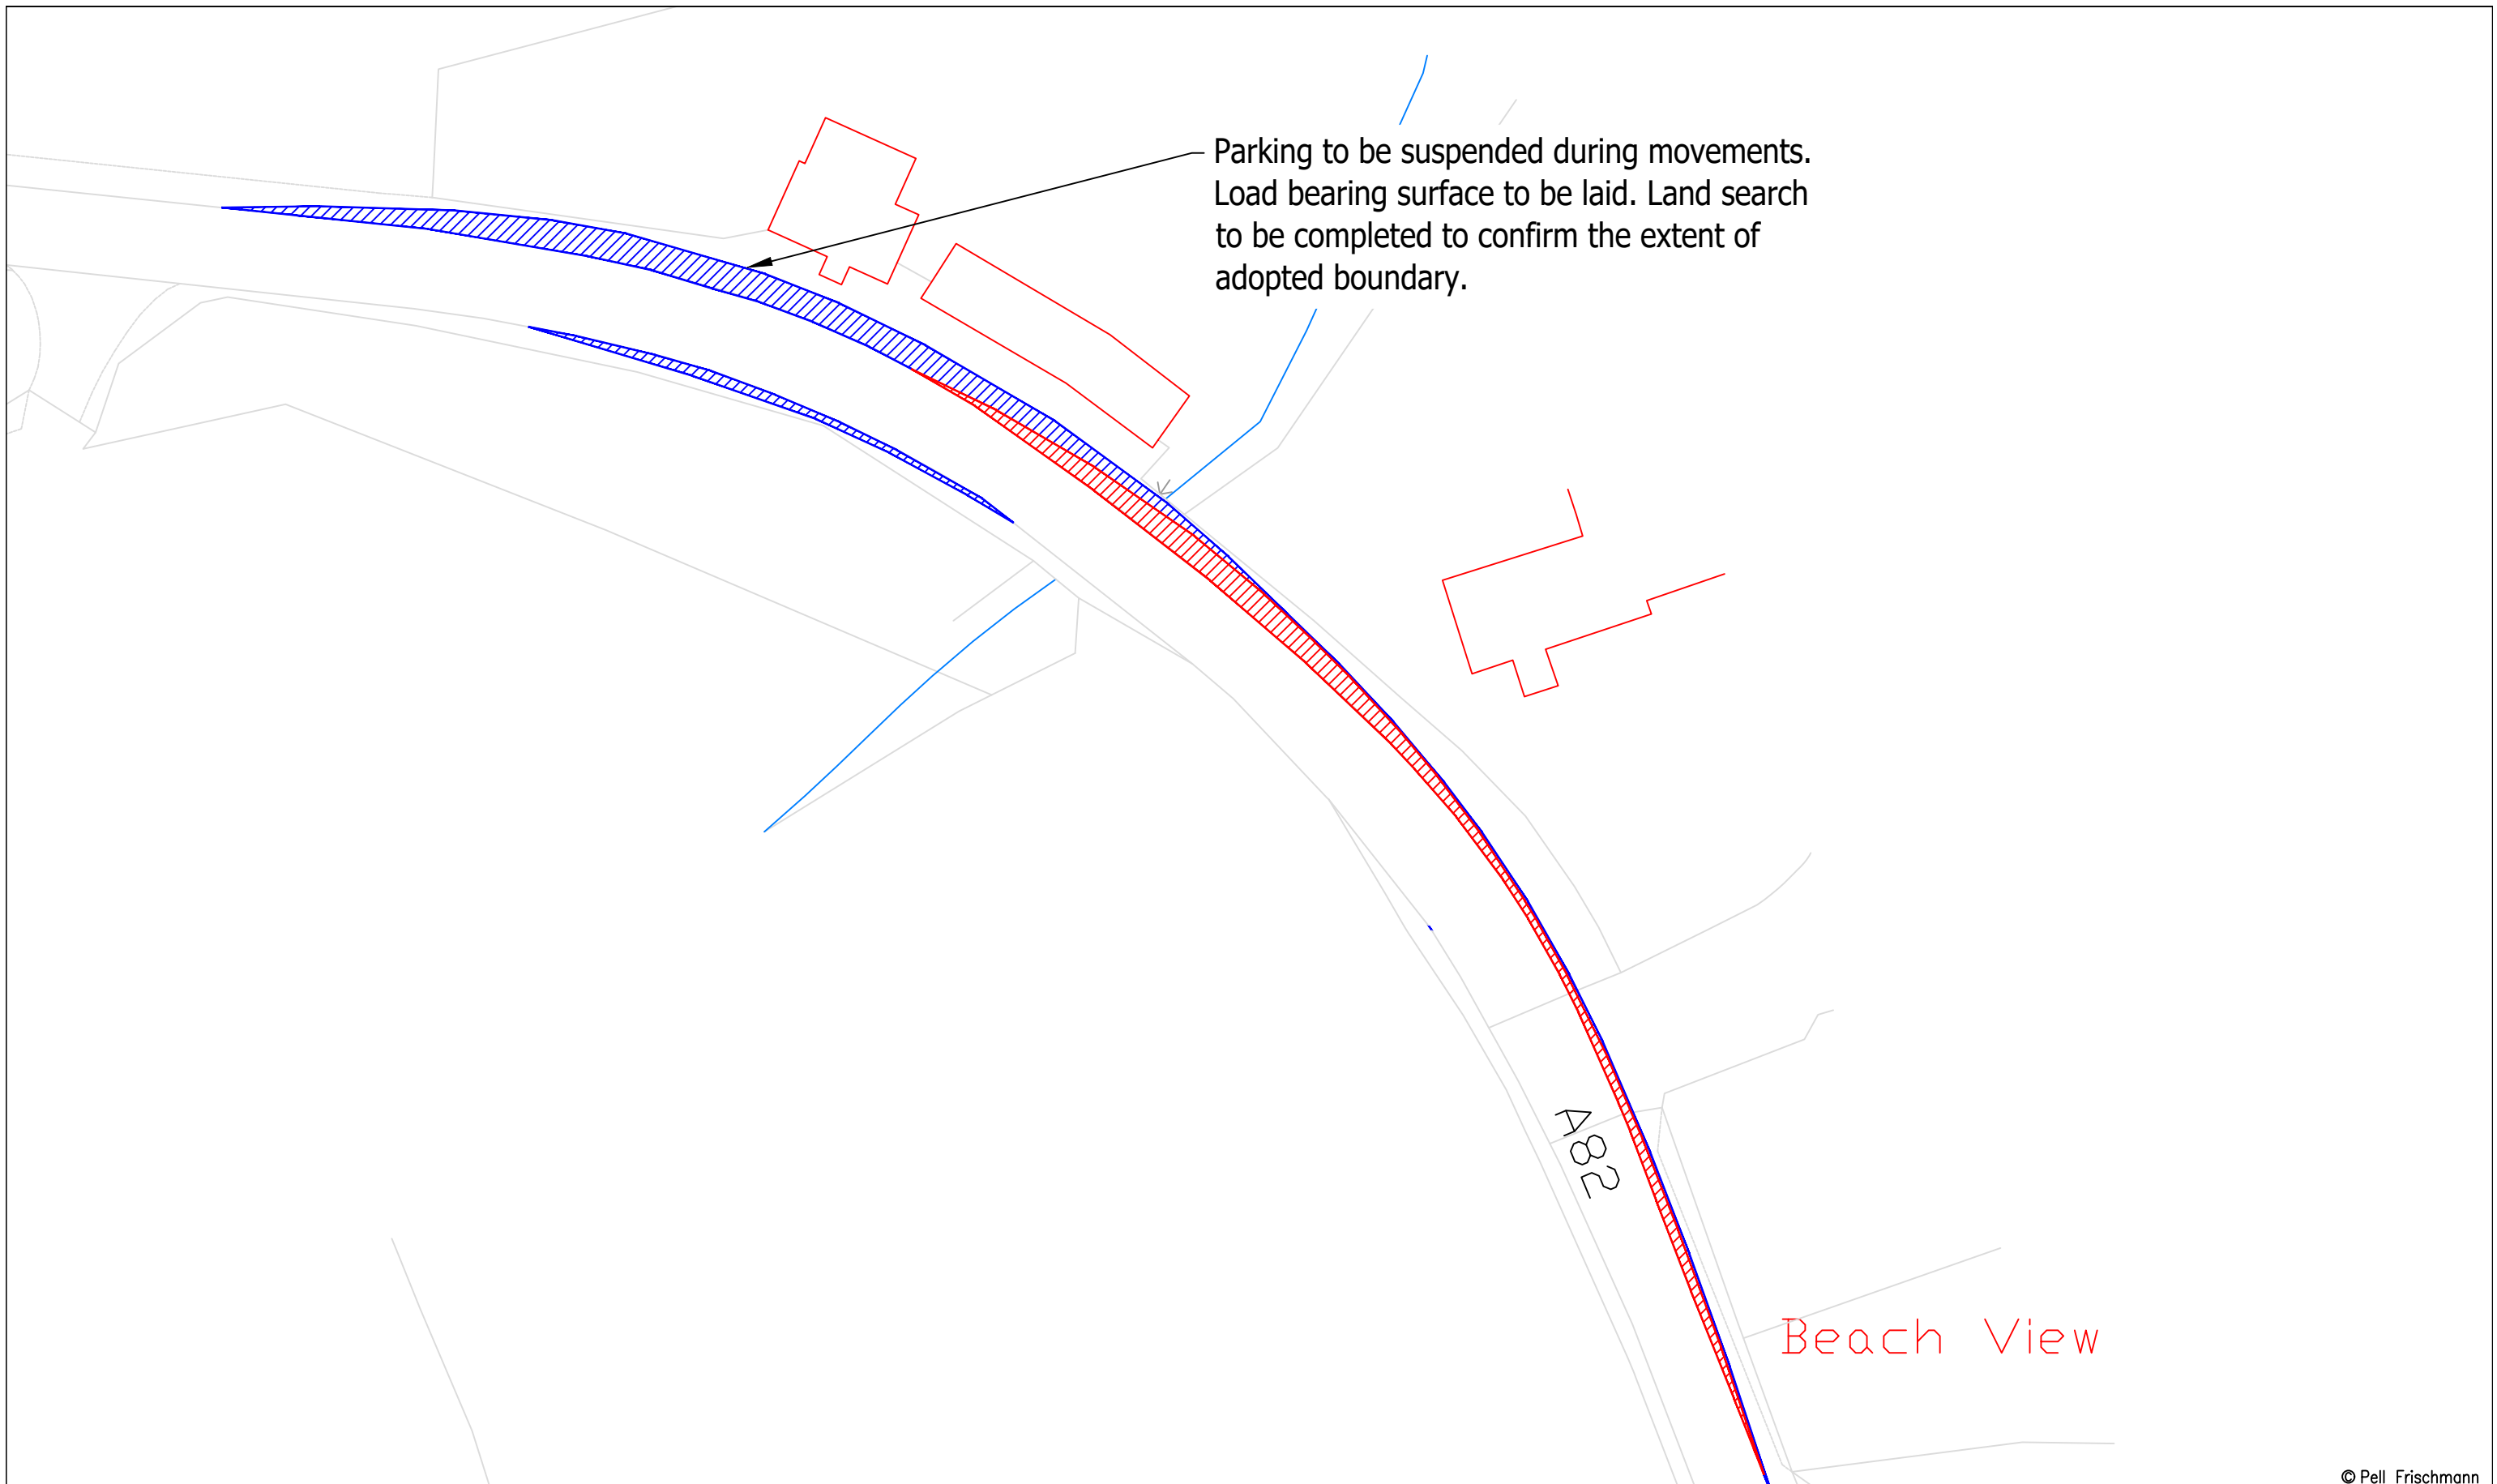 Parking to be suspended during movements.
Load bearing surface to be laid. Land search
to be completed to confirm the extent of
adopted boundary.
A82
Beach View
© Pell Frischmann